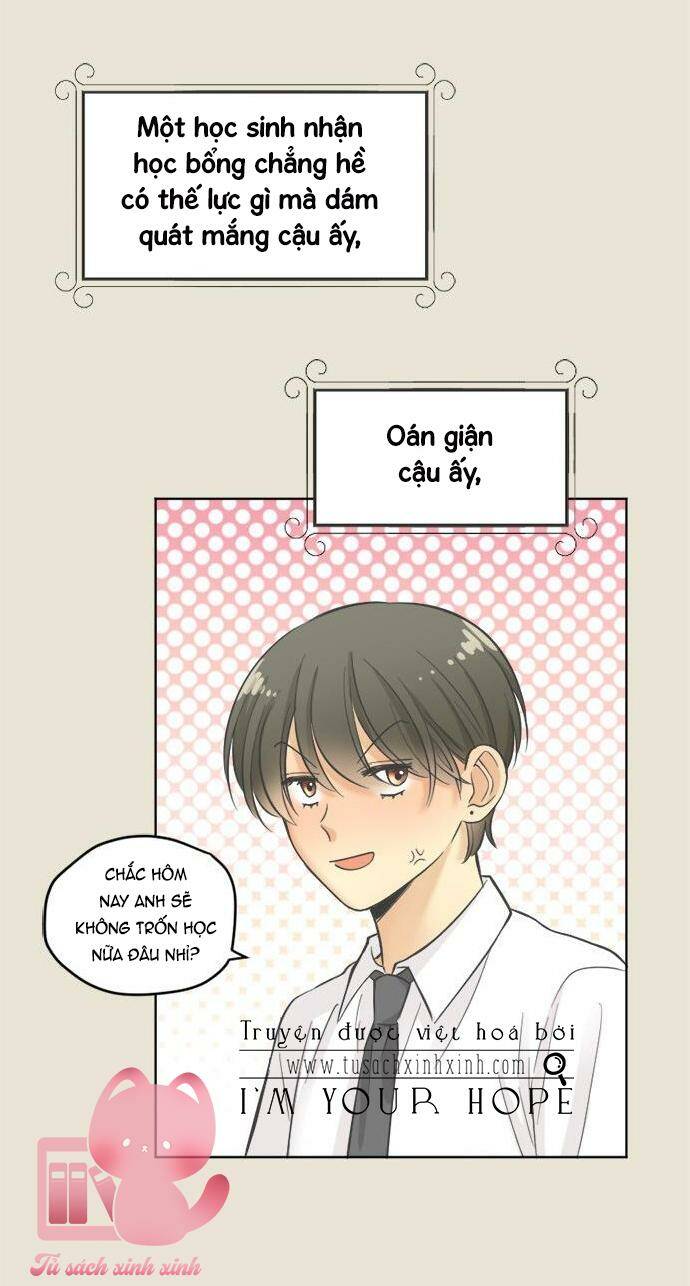 Một học sinh nhận
học bổng chẳng hề
có thế lực gì mà dám
quát mắng cậu ấy,
Oán giận
cậu ấy,
CHẮC HÔM
NAY ANH SẼ
KHÔNG TRỐN HỌC
NỮA ĐÂU NHỈ?
Truyện được việt hoá bởi
www.tusachxinhxinh.com
I'M YOUR HOPE
Tủ sách xinh xinh